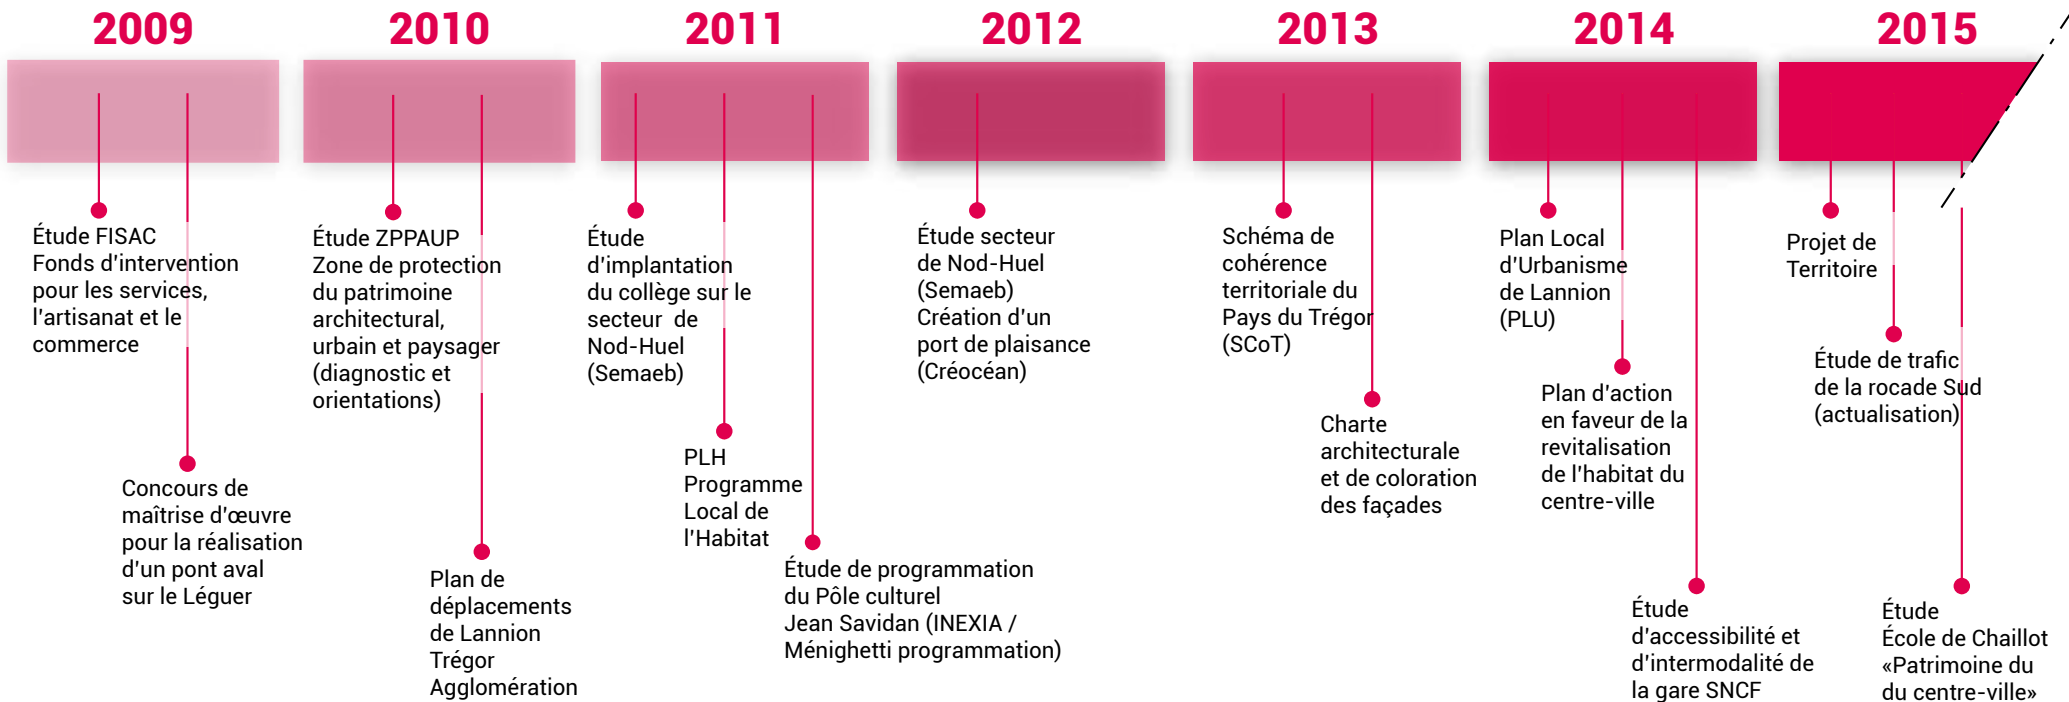 2009
2010
2011
2012
2013
2014
2015
Étude FISAC
Fonds d'intervention
pour les services,
l'artisanat et le
commerce
Concours de
maîtrise d'œuvre
pour la réalisation
d'un pont aval
sur le Léguer
Étude ZPPAUP
Zone de protection
du patrimoine
architectural,
urbain et paysager
(diagnostic et
orientations)
Plan de
déplacements
de Lannion
Trégor
Agglomération
Étude
d'implantation
du collège sur le
secteur de
Nod-Huel
(Semaeb)
PLH
Programme
Local de
l'Habitat
Étude de programmation
du Pôle culturel
Jean Savidan (INEXIA /
Ménighetti programmation)
Étude secteur
de Nod-Huel
(Semaeb)
Création d'un
port de plaisance
(Créocéan)
Schéma de
cohérence
territoriale du
Pays du Trégor
(SCoT)
Charte
architecturale
et de coloration
des façades
Plan Local
d'Urbanisme
de Lannion
(PLU)
Plan d'action
en faveur de la
revitalisation
de l'habitat du
centre-ville
Étude
d'accessibilité et
d'intermodalité de
la gare SNCF
Projet de
Territoire
Étude de trafic
de la rocade Sud
(actualisation)
Étude
École de Chaillot
«Patrimoine du
du centre-ville»